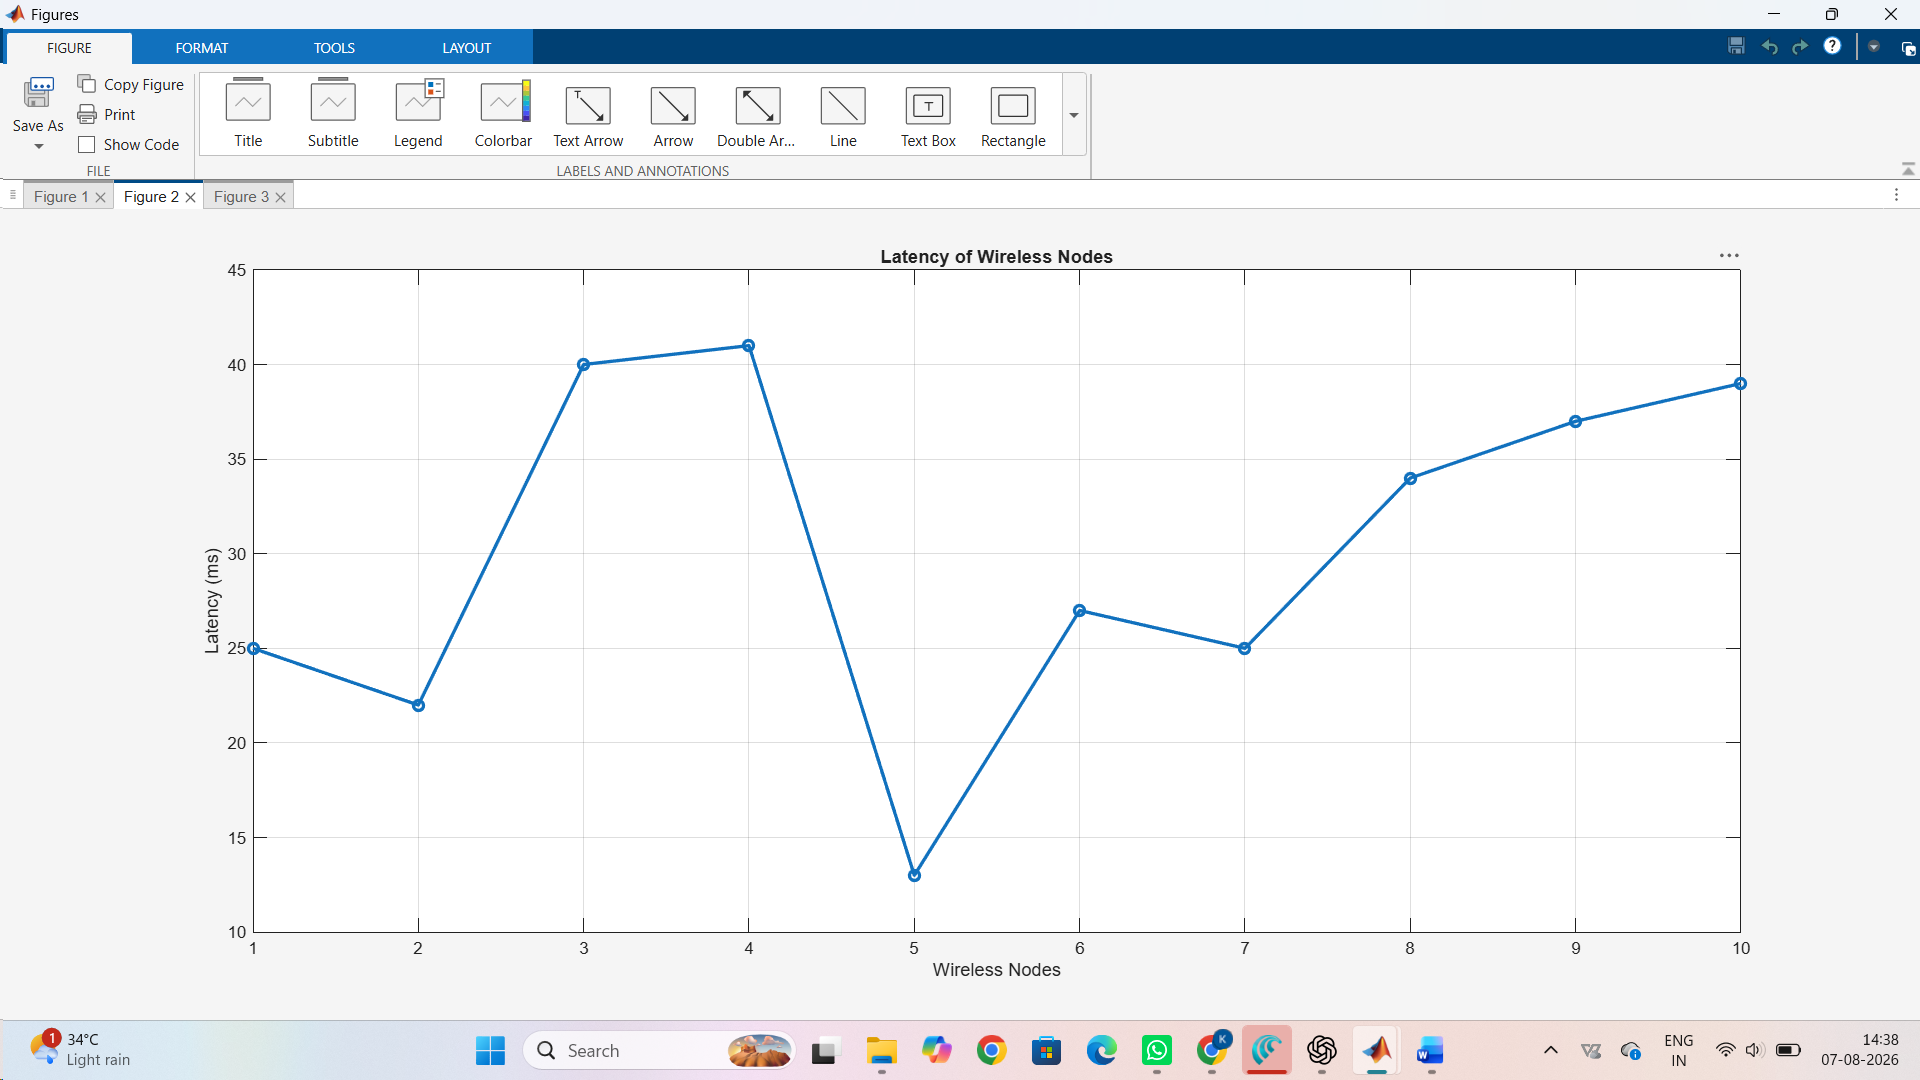 Figures
FIGURE FORMAT TOOLS LAYOUT
Save As
Copy Figure
Print
Show Code
FILE
Title Subtitle Legend Colorbar Text Arrow Arrow Double Ar... Line Text Box Rectangle
LABELS AND ANNOTATIONS
Figure 1 Figure 2 Figure 3
Latency of Wireless Nodes
45
40
35
30
25
20
15
10
Latency (ms)
1 2 3 4 5 6 7 8 9 10
Wireless Nodes
1
34°C
Light rain
Search
K
W
ENG
IN
14:38
07-08-2026